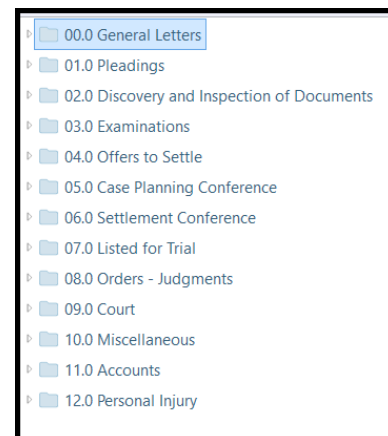 00.0 General Letters
01.0 Pleadings
02.0 Discovery and Inspection of Documents
03.0 Examinations
04.0 Offers to Settle
05.0 Case Planning Conference
06.0 Settlement Conference
07.0 Listed for Trial
08.0 Orders - Judgments
09.0 Court
10.0 Miscellaneous
11.0 Accounts
12.0 Personal Injury